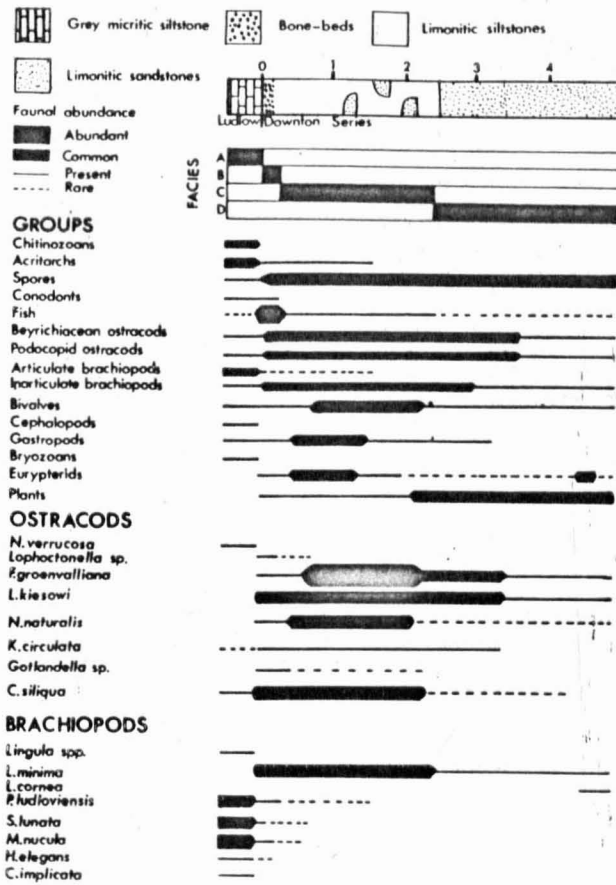 Grey micritic siltstone
Bone-beds
Limonitic siltstones
Limonitic sandstones
Faunal abundance
Abundant
Common
Present
Rare
0 1 2 3 4
Ludlow Downton Series
FACIES
A
B
C
D
GROUPS
Chitinozoans
Acritarchs
Spores
Conodonts
Fish
Beyrichiacean ostracods
Podocopid ostracods
Articulate brachiopods
Inarticulate brachiopods
Bivalves
Cephalopods
Gastropods
Bryozoans
Eurypterids
Plants
OSTRACODS
N.verrucosa
Lophoctonella sp.
P.groenvalliana
L.kiesowi
N.naturalis
K.circulata
Gotlandella sp.
C.siliqua
BRACHIOPODS
Lingula spp.
L.minima
L.cornea
P.ludloviensis
S.lunata
M.nucula
H.elegans
C.implicata